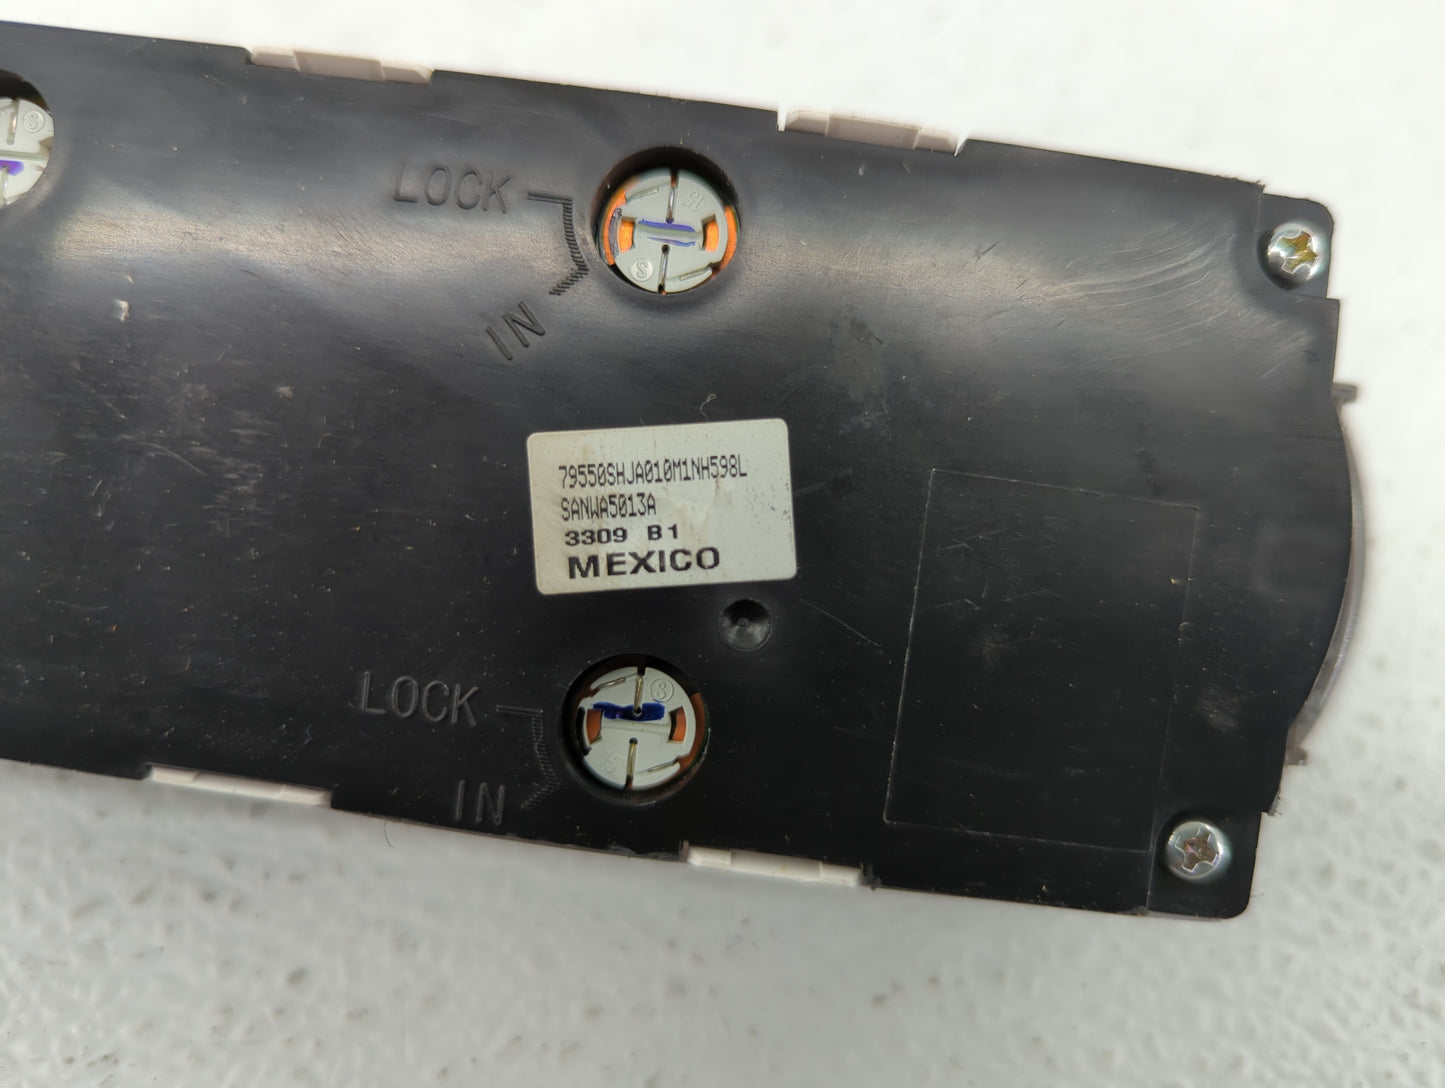 LOCK
IN
79550SHJA010M1NH598L
SANWA5013A
3309 B1
MEXICO
LOCK
IN